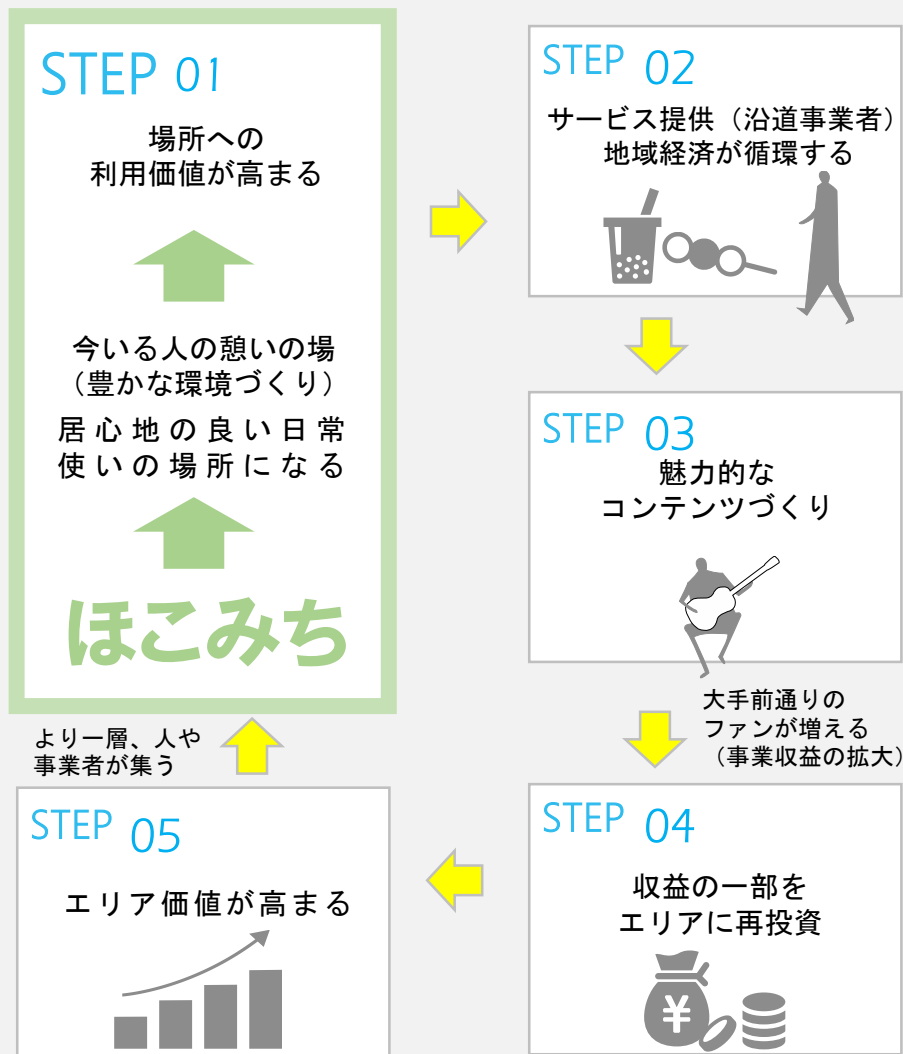 STEP 01
場所への
利用価値が高まる
今いる人の憩いの場
（豊かな環境づくり）
居心地の良い日常
使いの場所になる
ほこみち
STEP 02
サービス提供（沿道事業者）
地域経済が循環する
STEP 03
魅力的な
コンテンツづくり
大手前通りの
ファンが増える
（事業収益の拡大）
STEP 04
収益の一部を
エリアに再投資
¥
STEP 05
エリア価値が高まる
より一層、人や
事業者が集う